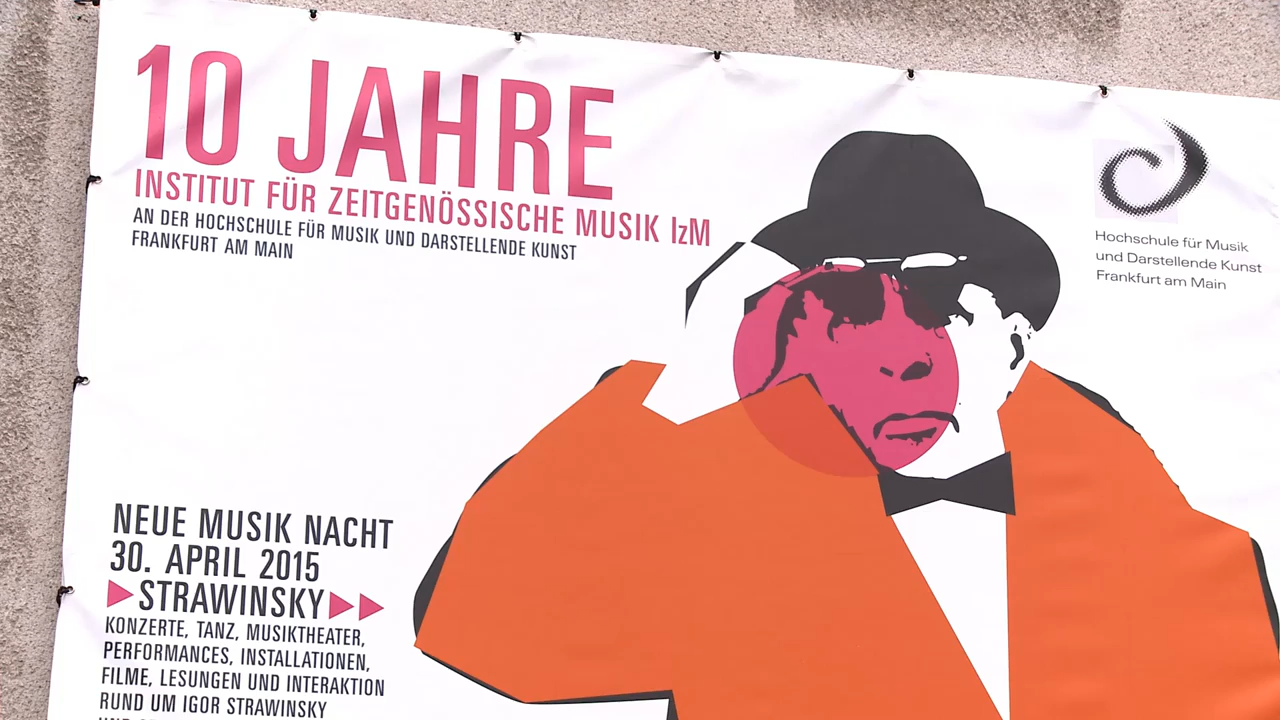 10 JAHRE
INSTITUT FÜR ZEITGENÖSSISCHE MUSIK IzM
AN DER HOCHSCHULE FÜR MUSIK UND DARSTELLENDE KUNST
FRANKFURT AM MAIN
Hochschule für Musik
und Darstellende Kunst
Frankfurt am Main
NEUE MUSIK NACHT
30. APRIL 2015
STRAWINSKY
KONZERTE, TANZ, MUSIKTHEATER,
PERFORMANCES, INSTALLATIONEN,
FILME, LESUNGEN UND INTERAKTION
RUND UM IGOR STRAWINSKY